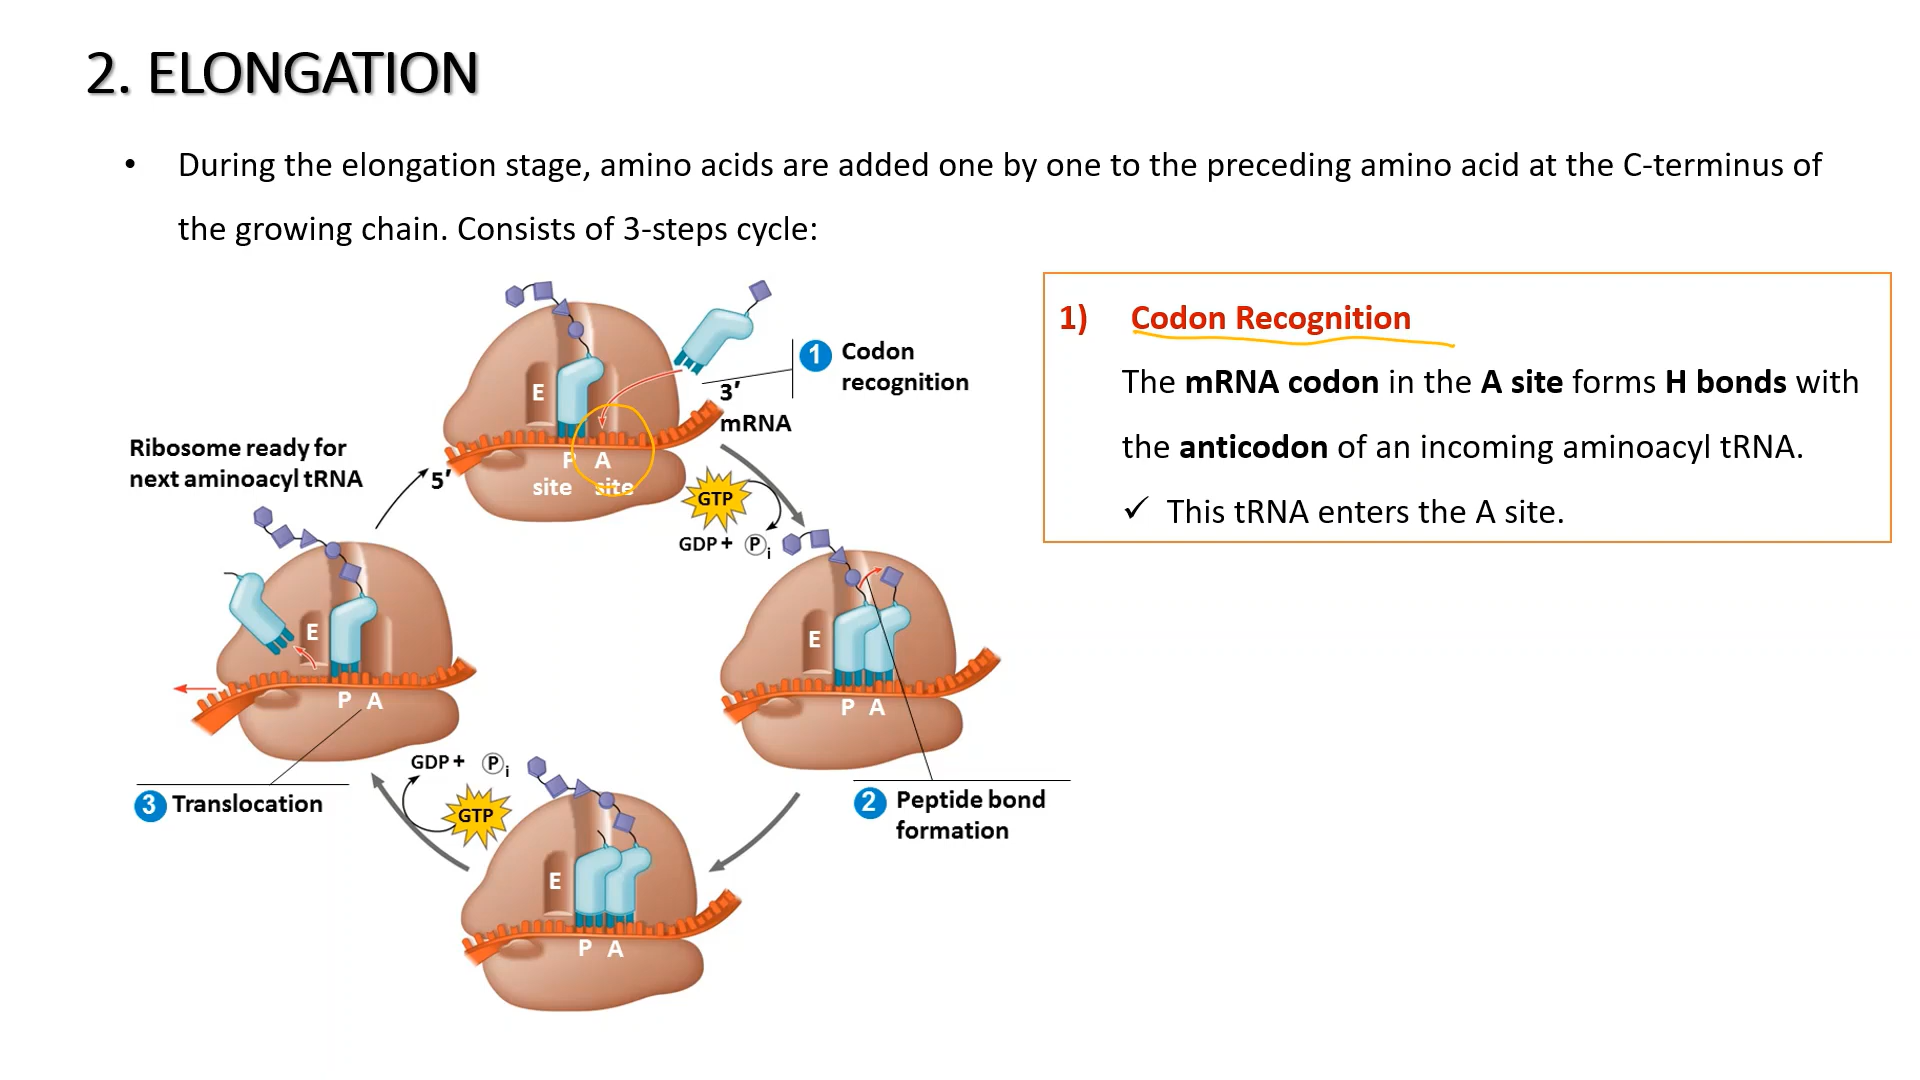 2. ELONGATION
• During the elongation stage, amino acids are added one by one to the preceding amino acid at the C-terminus of
the growing chain. Consists of 3-steps cycle:
1) Codon Recognition
The mRNA codon in the A site forms H bonds with
the anticodon of an incoming aminoacyl tRNA.
✓ This tRNA enters the A site.
1 Codon
recognition
E
3′
mRNA
P A
site site
5′
Ribosome ready for
next aminoacyl tRNA
GTP
GDP + Pi
E
P A
2 Peptide bond
formation
E
P A
GDP + Pi
GTP
E
P A
3 Translocation